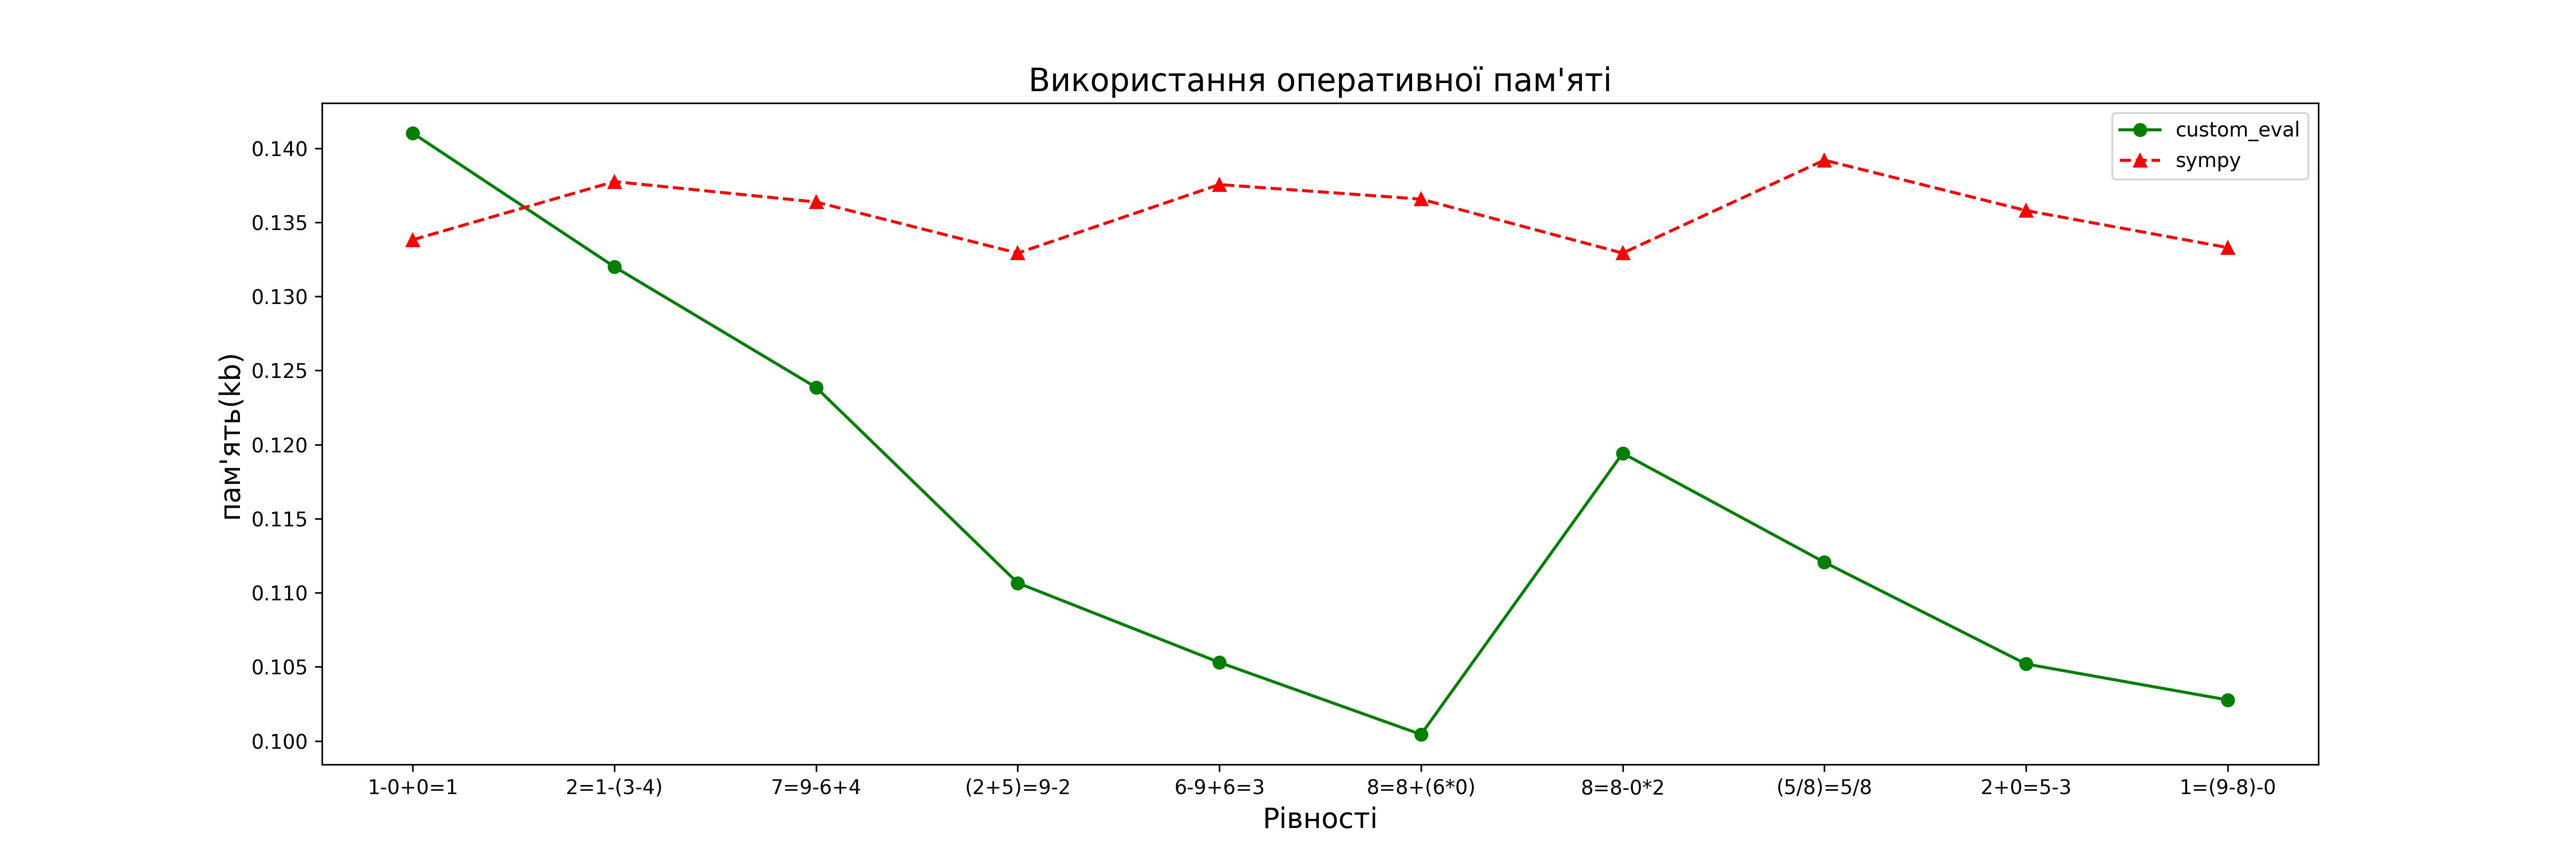 Використання оперативної пам'яті
custom_eval
sympy
0.140
0.135
0.130
0.125
0.120
0.115
0.110
0.105
0.100
пам'ять(kb)
1-0+0=1 2=1-(3-4) 7=9-6+4 (2+5)=9-2 6-9+6=3 8=8+(6*0) 8=8-0*2 (5/8)=5/8 2+0=5-3 1=(9-8)-0
Рівності